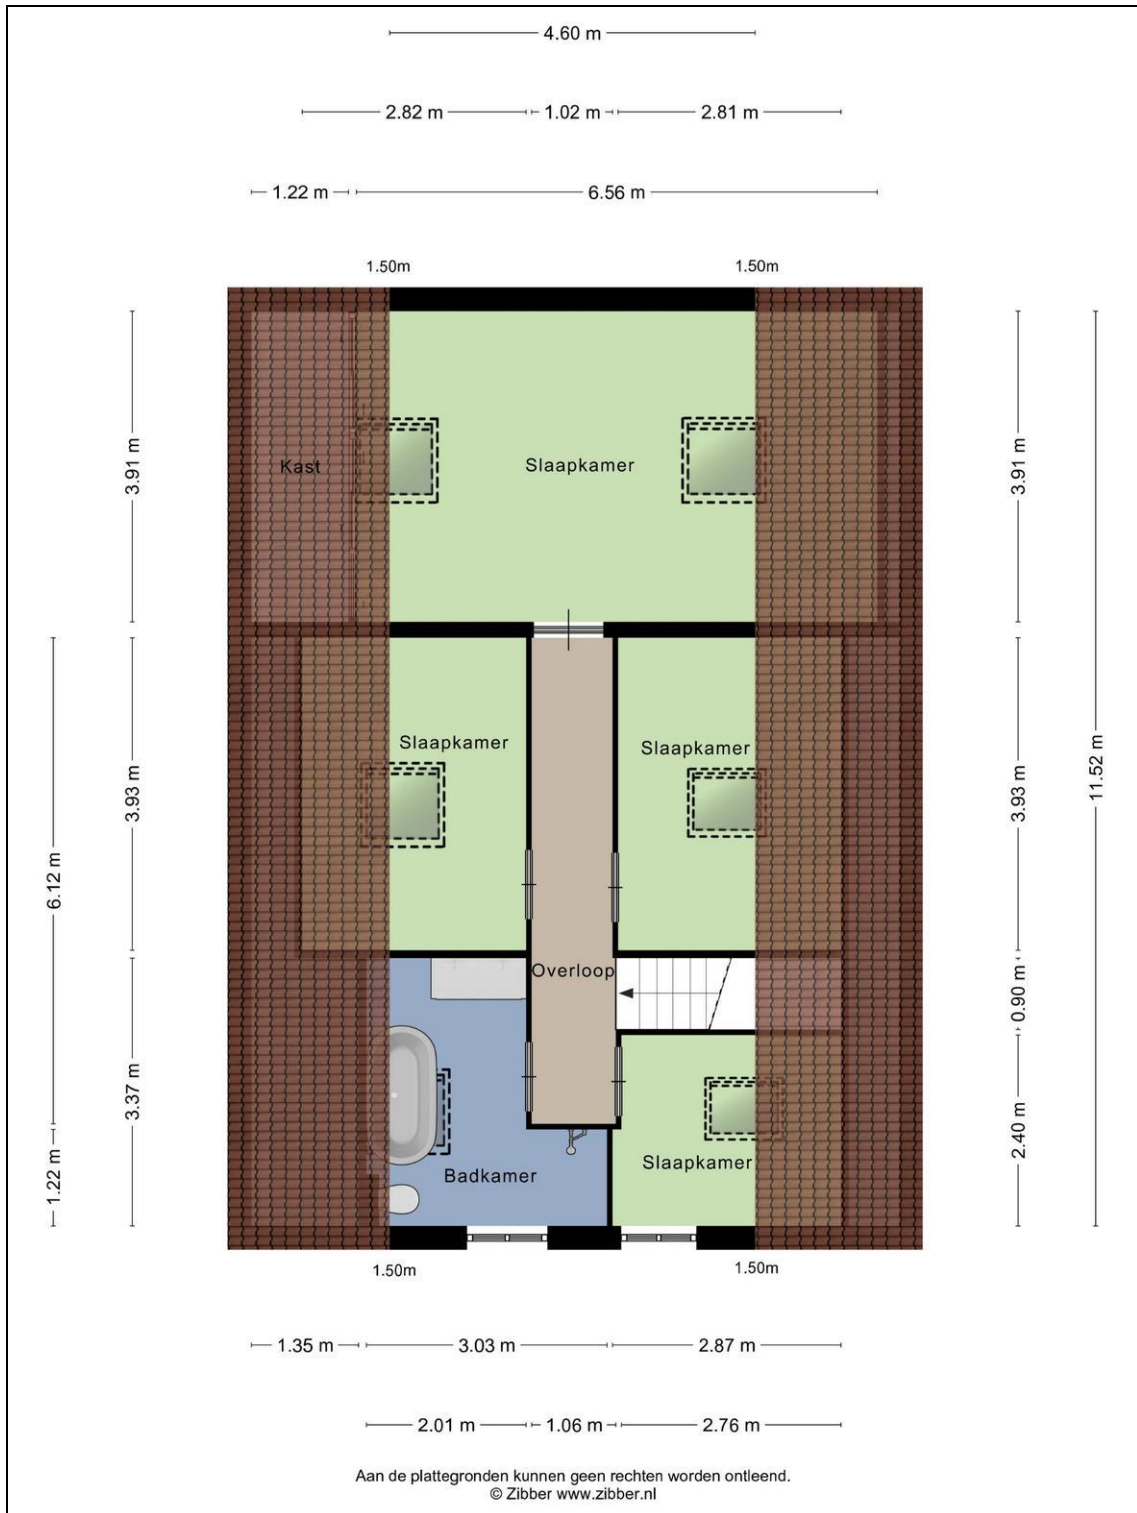 4.60 m
2.82 m 1.02 m 2.81 m
1.22 m 6.56 m
1.50m 1.50m
3.91 m
3.91 m
Kast
Slaapkamer
Slaapkamer
Slaapkamer
3.93 m
3.93 m
11.52 m
6.12 m
Overloop
0.90 m
3.37 m
2.40 m
1.22 m
Badkamer
Slaapkamer
1.50m 1.50m
1.35 m 3.03 m 2.87 m
2.01 m 1.06 m 2.76 m
Aan de plattegronden kunnen geen rechten worden ontleend.
© Zibber www.zibber.nl